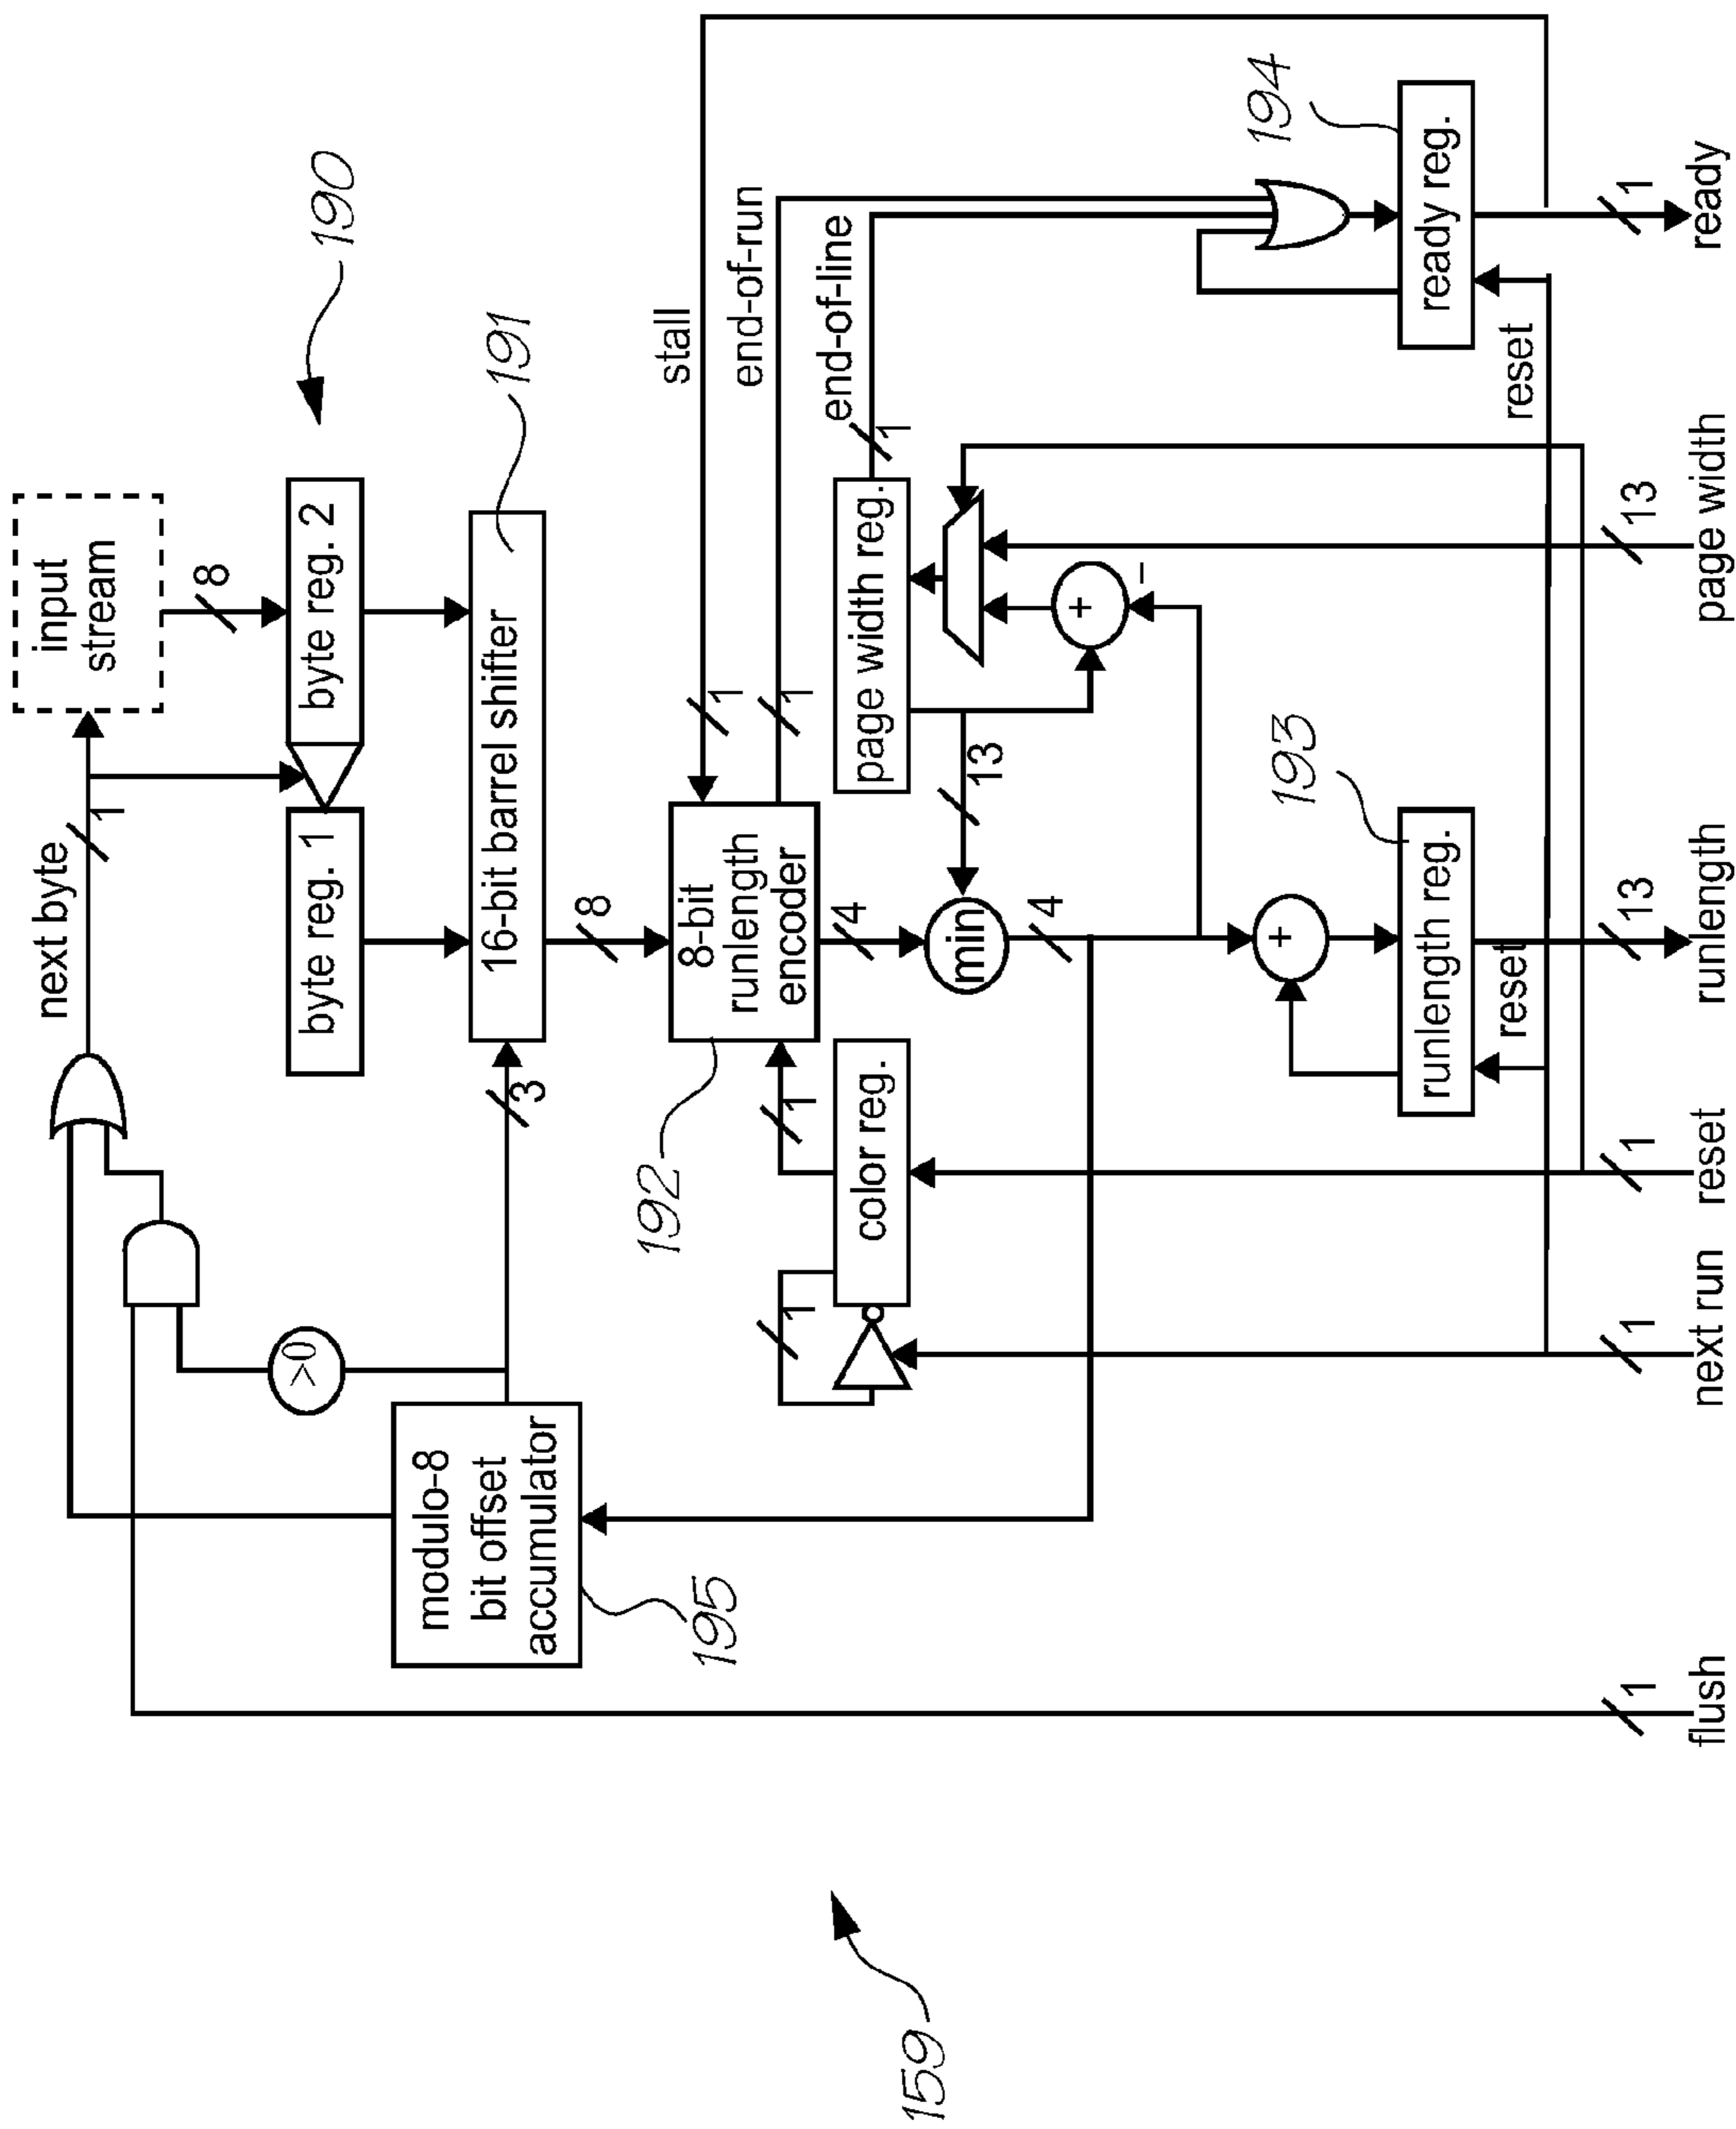 input
stream
8
190
next byte
1
byte reg. 1
byte reg. 2
16-bit barrel shifter
191
>0
3
8
modulo-8
bit offset
accumulator
195
8-bit
runlength
encoder
192
stall
1
end-of-run
1
end-of-line
1
color reg.
1
1
page width reg.
4
min
13
4
+
−
+
193
runlength reg.
reset
194
ready reg.
reset
1
flush
1
next run
1
reset
13
runlength
13
page width
1
ready
159